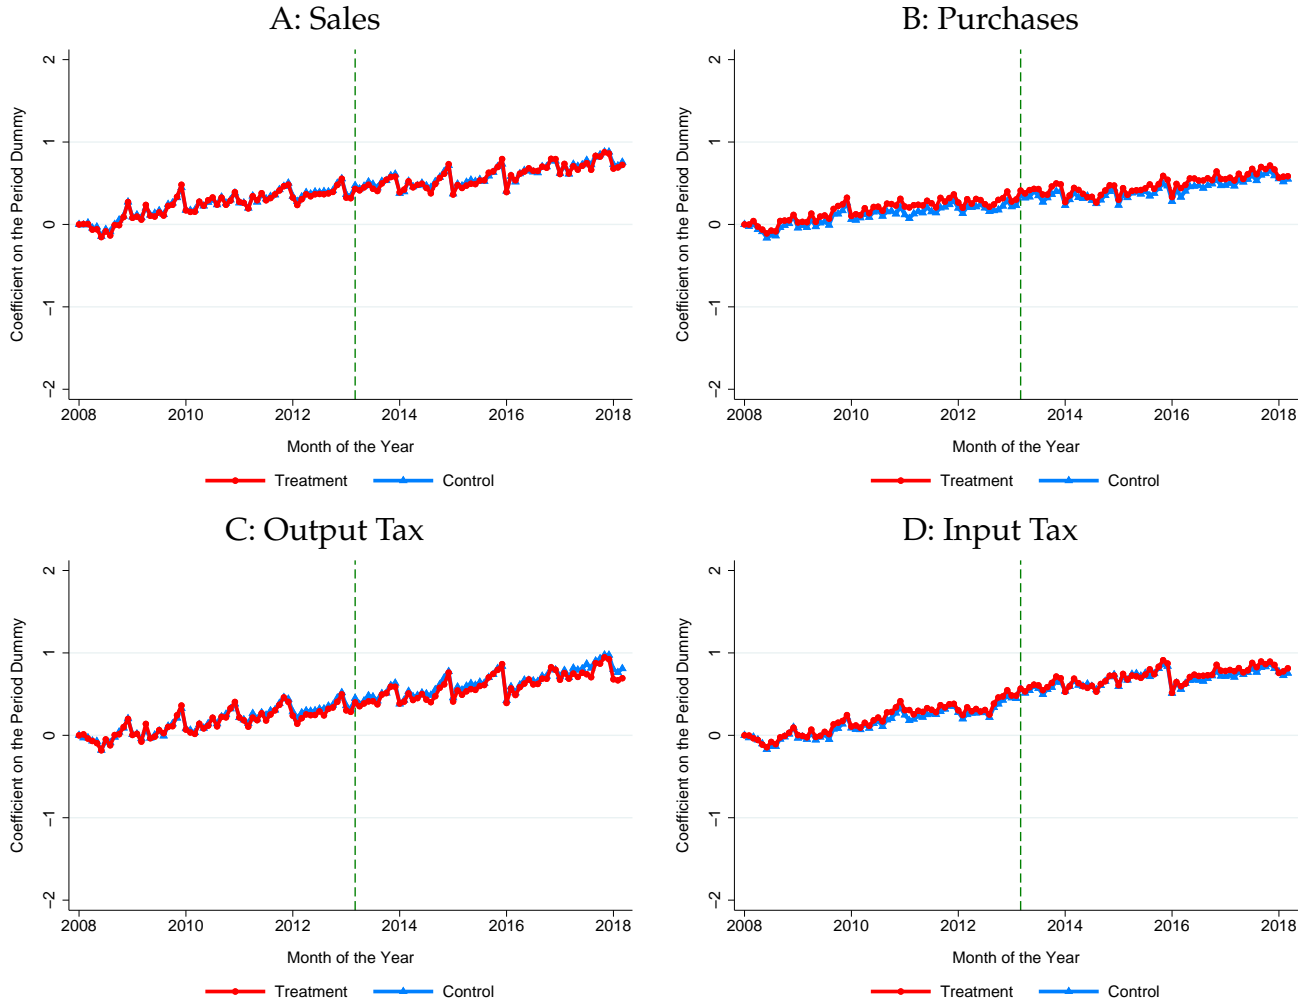 A: Sales
Coefficient on the Period Dummy
2
1
0
−1
−2
2008 2010 2012 2014 2016 2018
Month of the Year
Treatment Control
B: Purchases
Coefficient on the Period Dummy
2
1
0
−1
−2
2008 2010 2012 2014 2016 2018
Month of the Year
Treatment Control
C: Output Tax
Coefficient on the Period Dummy
2
1
0
−1
−2
2008 2010 2012 2014 2016 2018
Month of the Year
Treatment Control
D: Input Tax
Coefficient on the Period Dummy
2
1
0
−1
−2
2008 2010 2012 2014 2016 2018
Month of the Year
Treatment Control